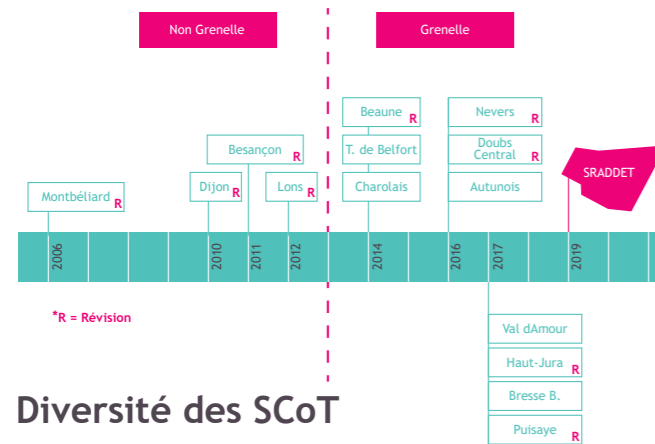 Non Grenelle
Grenelle
Beaune R
Nevers R
Besançon R
T. de Belfort
Doubs
Central R
SRADDET
Montbéliard R
Dijon R
Lons R
Charolais
Autunois
2006
2010
2011
2012
2014
2016
2017
2019
*R = Révision
Val dAmour
Haut-Jura R
Bresse B.
Puisaye R
Diversité des SCoT